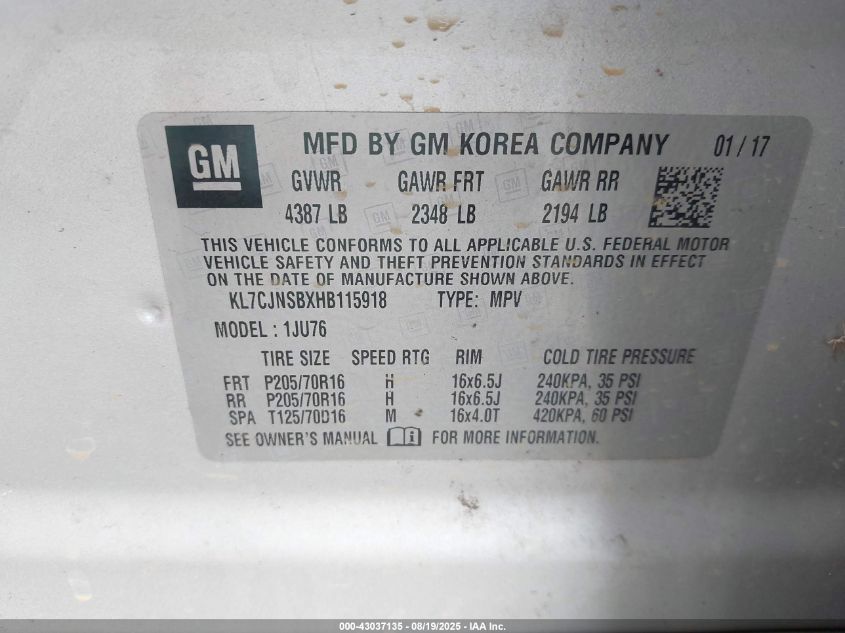 GM
MFD BY GM KOREA COMPANY 01 / 17
GVWR GAWR FRT GAWR RR
4387 LB 2348 LB 2194 LB
THIS VEHICLE CONFORMS TO ALL APPLICABLE U.S. FEDERAL MOTOR
VEHICLE SAFETY AND THEFT PREVENTION STANDARDS IN EFFECT
ON THE DATE OF MANUFACTURE SHOWN ABOVE.
KL7CJNSBXHB115918 TYPE: MPV
MODEL : 1JU76
TIRE SIZE SPEED RTG RIM COLD TIRE PRESSURE
FRT P205/70R16 H 16x6.5J 240KPA, 35 PSI
RR P205/70R16 H 16x6.5J 240KPA, 35 PSI
SPA T125/70D16 M 16x4.0T 420KPA, 60 PSI
SEE OWNER'S MANUAL FOR MORE INFORMATION.
000-43037135 - 08/19/2025 - IAA Inc.